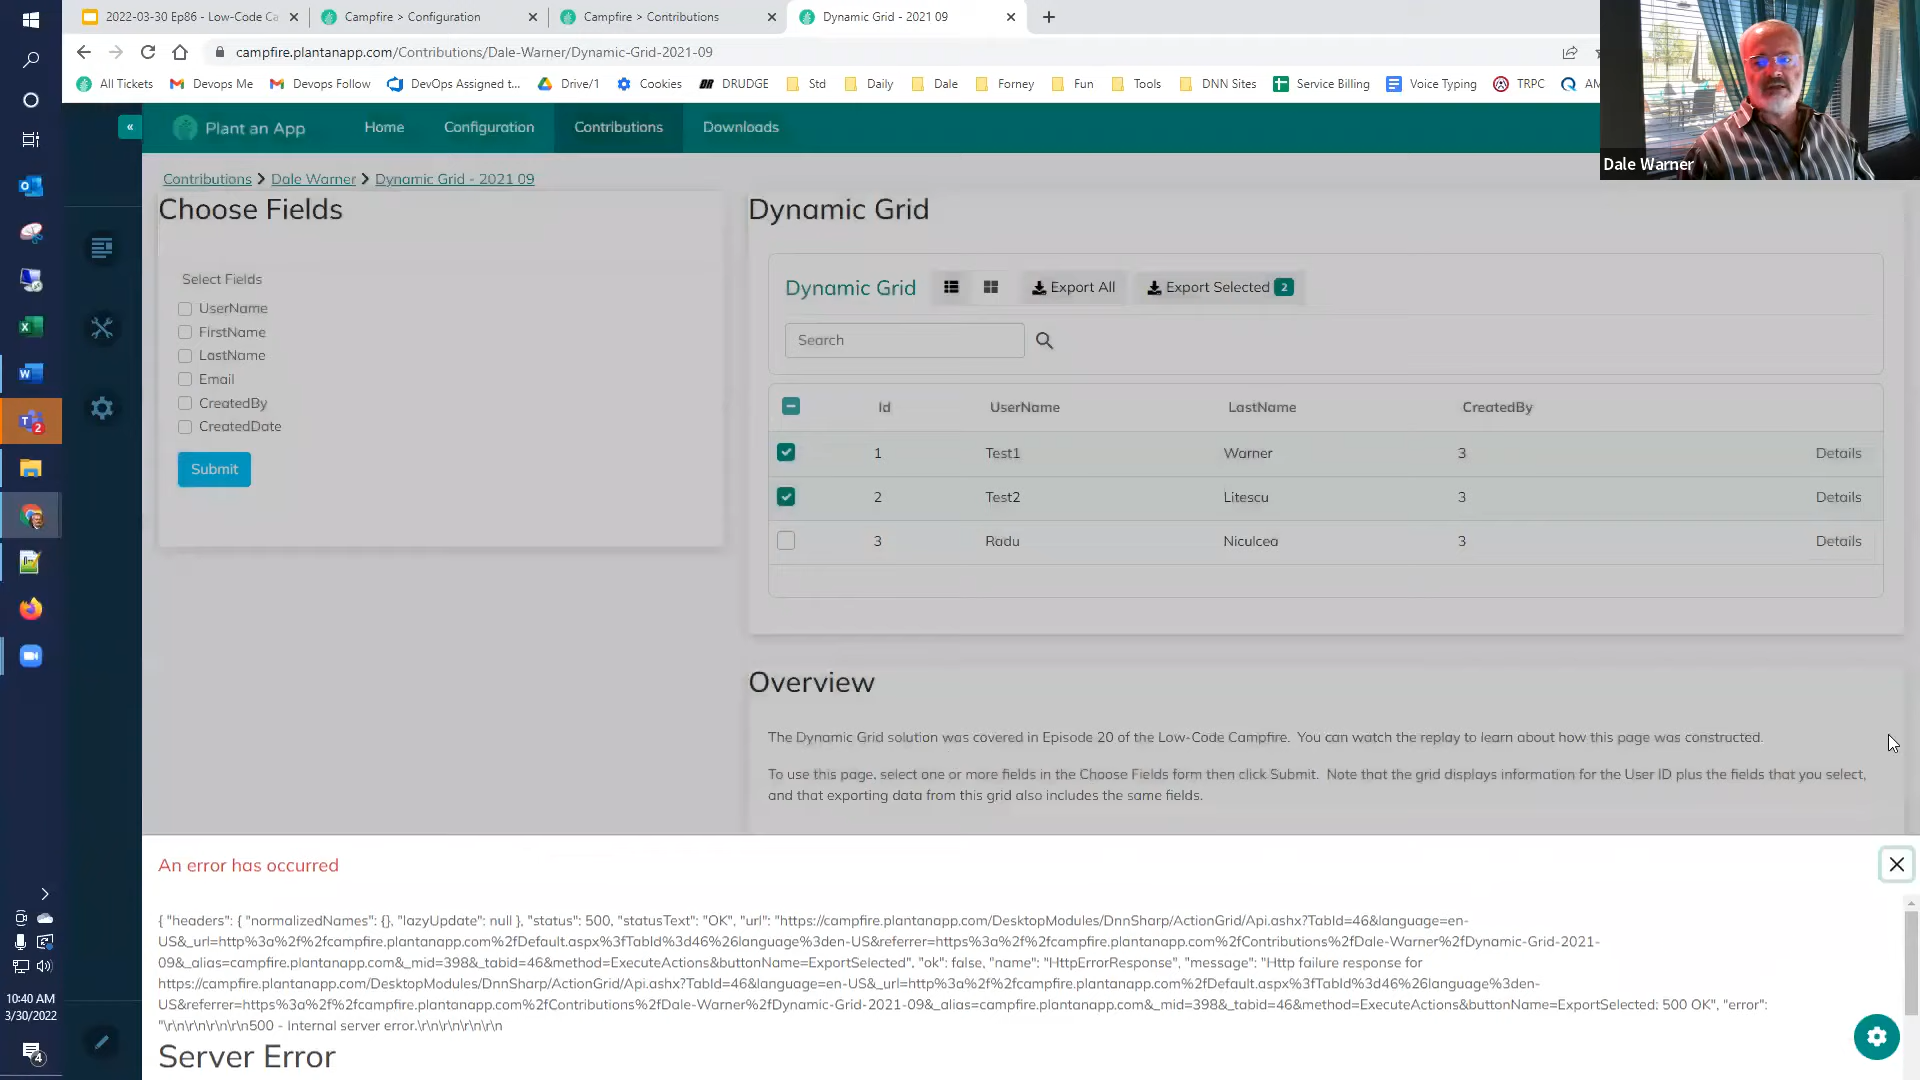 2022-03-30 Ep86 - Low-Code Ca
Campfire > Configuration
Campfire > Contributions
Dynamic Grid - 2021 09
campfire.plantanapp.com/Contributions/Dale-Warner/Dynamic-Grid-2021-09
All Tickets
Devops Me
Devops Follow
DevOps Assigned t...
Drive/1
Cookies
DRUDGE
Std
Daily
Dale
Forney
Fun
Tools
DNN Sites
Service Billing
Voice Typing
TRPC
AM
Dale Warner
Plant an App
Home
Configuration
Contributions
Downloads
Contributions > Dale Warner > Dynamic Grid - 2021 09
Choose Fields
Select Fields
UserName
FirstName
LastName
Email
CreatedBy
CreatedDate
Submit
Dynamic Grid
Dynamic Grid
Export All
Export Selected 2
Search
Id UserName LastName CreatedBy
1 Test1 Warner 3 Details
2 Test2 Litescu 3 Details
3 Radu Niculcea 3 Details
Overview
The Dynamic Grid solution was covered in Episode 20 of the Low-Code Campfire. You can watch the replay to learn about how this page was constructed.
To use this page, select one or more fields in the Choose Fields form then click Submit. Note that the grid displays information for the User ID plus the fields that you select,
and that exporting data from this grid also includes the same fields.
An error has occurred
{ "headers": { "normalizedNames": {}, "lazyUpdate": null }, "status": 500, "statusText": "OK", "url": "https://campfire.plantanapp.com/DesktopModules/DnnSharp/ActionGrid/Api.ashx?TabId=46&language=en-
US&_url=http%3a%2f%2fcampfire.plantanapp.com%2fDefault.aspx%3fTabId%3d46%26language%3den-US&referrer=https%3a%2f%2fcampfire.plantanapp.com%2fContributions%2fDale-Warner%2fDynamic-Grid-2021-
09&_alias=campfire.plantanapp.com&_mid=398&_tabid=46&method=ExecuteActions&buttonName=ExportSelected", "ok": false, "name": "HttpErrorResponse", "message": "Http failure response for
https://campfire.plantanapp.com/DesktopModules/DnnSharp/ActionGrid/Api.ashx?TabId=46&language=en-US&_url=http%3a%2f%2fcampfire.plantanapp.com%2fDefault.aspx%3fTabId%3d46%26language%3den-
US&referrer=https%3a%2f%2fcampfire.plantanapp.com%2fContributions%2fDale-Warner%2fDynamic-Grid-2021-09&_alias=campfire.plantanapp.com&_mid=398&_tabid=46&method=ExecuteActions&buttonName=ExportSelected: 500 OK", "error":
"\r\n\r\n\r\n\r\n500 - Internal server error.\r\n\r\n\r\n\r\n
Server Error
10:40 AM
3/30/2022
4